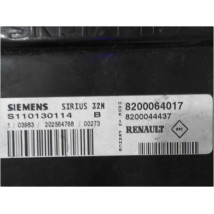 SIEMENS SIRIUS 32N
S110130114 B
8200064017
8200044437
RENAULT